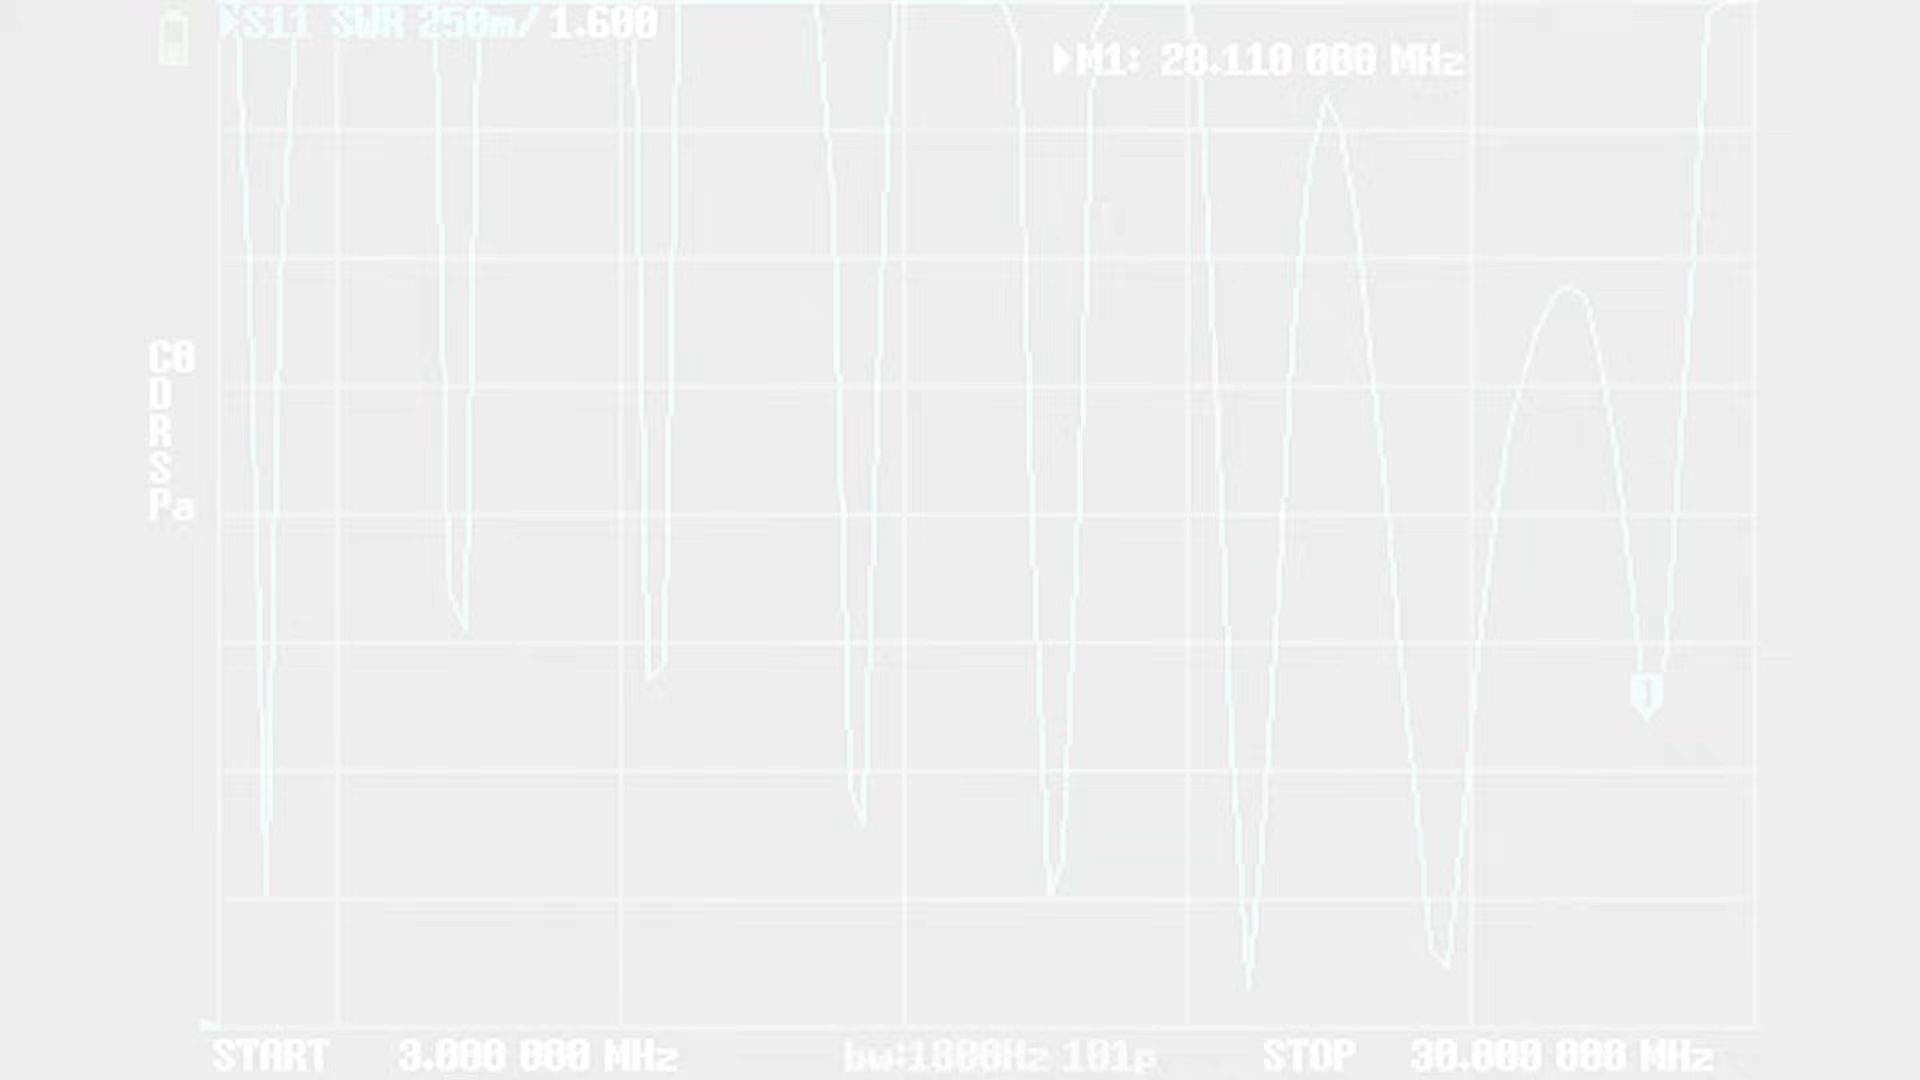 S11 SWR 250m/ 1.600
M1: 28.110 000 MHz
C0
D
R
S
Pa
1
START 3.000 000 MHz bw:1000Hz 101p STOP 30.000 000 MHz